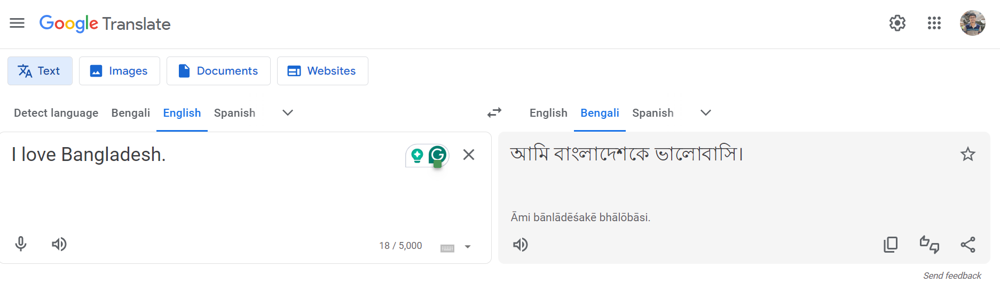 Google Translate
Text Images Documents Websites
Detect language Bengali English Spanish English Bengali Spanish
I love Bangladesh.
আমি বাংলাদেশকে ভালোবাসি।
Āmi bānlādēśakē bhālōbāsi.
18 / 5,000
Send feedback